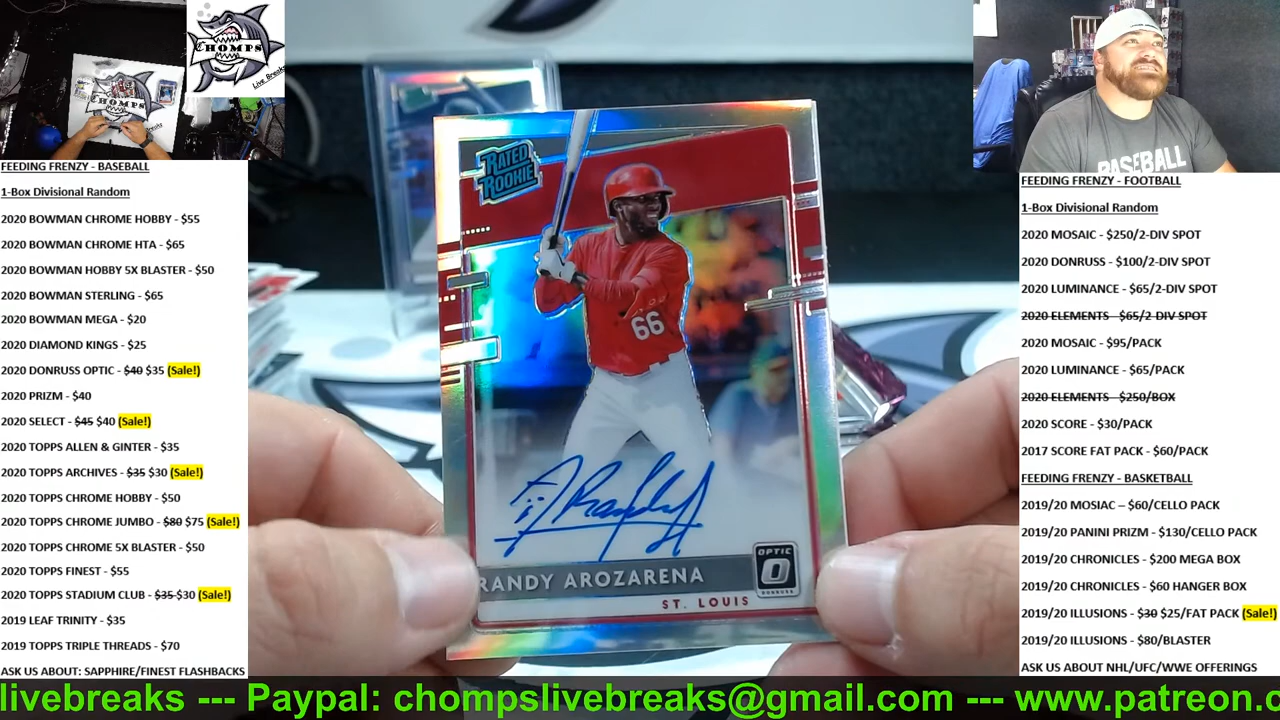 CHOMPS
Live Breaks
CHOMPS
FEEDING FRENZY - BASEBALL
1-Box Divisional Random
2020 BOWMAN CHROME HOBBY - $55
2020 BOWMAN CHROME HTA - $65
2020 BOWMAN HOBBY 5X BLASTER - $50
2020 BOWMAN STERLING - $65
2020 BOWMAN MEGA - $20
2020 DIAMOND KINGS - $25
2020 DONRUSS OPTIC - $40 $35 (Sale!)
2020 PRIZM - $40
2020 SELECT - $45 $40 (Sale!)
2020 TOPPS ALLEN & GINTER - $35
2020 TOPPS ARCHIVES - $35 $30 (Sale!)
2020 TOPPS CHROME HOBBY - $50
2020 TOPPS CHROME JUMBO - $80 $75 (Sale!)
2020 TOPPS CHROME 5X BLASTER - $50
2020 TOPPS FINEST - $55
2020 TOPPS STADIUM CLUB - $35 $30 (Sale!)
2019 LEAF TRINITY - $35
2019 TOPPS TRIPLE THREADS - $70
ASK US ABOUT: SAPPHIRE/FINEST FLASHBACKS
RATED
ROOKIE
66
RANDY AROZARENA
OPTIC
DONRUSS
ST. LOUIS
BASEBALL
FEEDING FRENZY - FOOTBALL
1-Box Divisional Random
2020 MOSAIC - $250/2-DIV SPOT
2020 DONRUSS - $100/2-DIV SPOT
2020 LUMINANCE - $65/2-DIV SPOT
2020 ELEMENTS - $65/2-DIV SPOT
2020 MOSAIC - $95/PACK
2020 LUMINANCE - $65/PACK
2020 ELEMENTS - $250/BOX
2020 SCORE - $30/PACK
2017 SCORE FAT PACK - $60/PACK
FEEDING FRENZY - BASKETBALL
2019/20 MOSIAC – $60/CELLO PACK
2019/20 PANINI PRIZM - $130/CELLO PACK
2019/20 CHRONICLES - $200 MEGA BOX
2019/20 CHRONICLES - $60 HANGER BOX
2019/20 ILLUSIONS - $30 $25/FAT PACK (Sale!)
2019/20 ILLUSIONS - $80/BLASTER
ASK US ABOUT NHL/UFC/WWE OFFERINGS
livebreaks --- Paypal: chompslivebreaks@gmail.com --- www.patreon.c